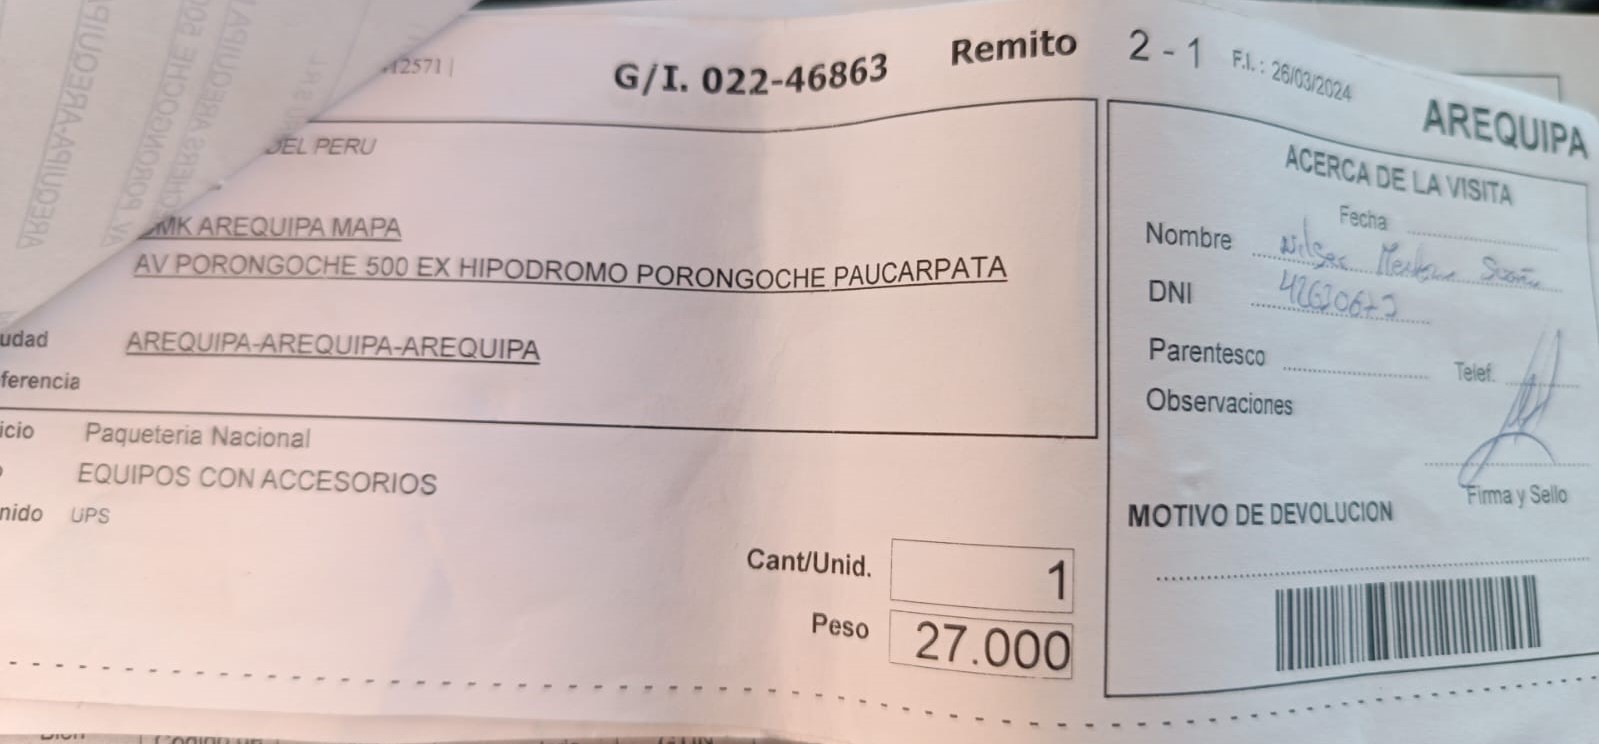 12571 |
G/I. 022-46863 Remito 2 - 1 F.I.: 26/03/2024
AREQUIPA
DEL PERU
MK AREQUIPA MAPA
AV PORONGOCHE 500 EX HIPODROMO PORONGOCHE PAUCARPATA
udad AREQUIPA-AREQUIPA-AREQUIPA
ferencia
icio Paqueteria Nacional
EQUIPOS CON ACCESORIOS
nido UPS
Cant/Unid. 1
Peso 27.000
ACERCA DE LA VISITA
Fecha
Nombre
DNI
Parentesco Telef.
Observaciones
Firma y Sello
MOTIVO DE DEVOLUCION